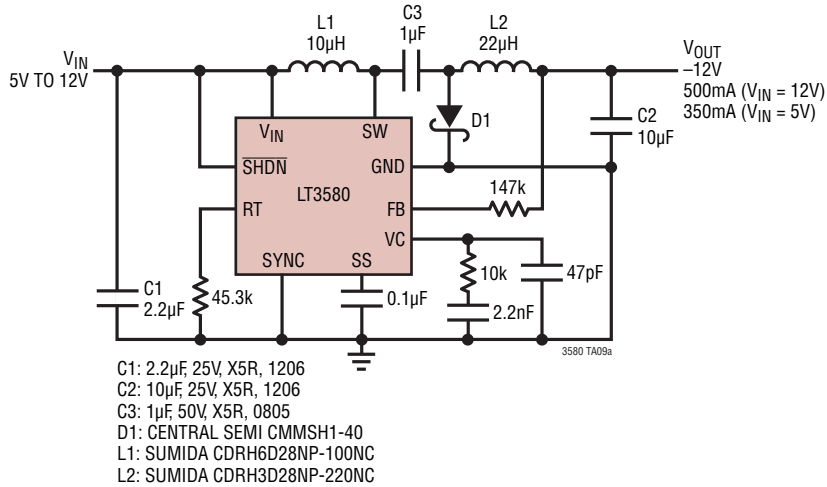 L1
10µH
C3
1µF
L2
22µH
VIN
5V TO 12V
VOUT
–12V
500mA (VIN = 12V)
350mA (VIN = 5V)
D1
C2
10µF
VIN
SW
SHDN
GND
LT3580
147k
RT
FB
VC
SYNC
SS
C1
2.2µF
45.3k
0.1µF
10k
2.2nF
47pF
3580 TA09a
C1: 2.2µF, 25V, X5R, 1206
C2: 10µF, 25V, X5R, 1206
C3: 1µF, 50V, X5R, 0805
D1: CENTRAL SEMI CMMSH1-40
L1: SUMIDA CDRH6D28NP-100NC
L2: SUMIDA CDRH3D28NP-220NC